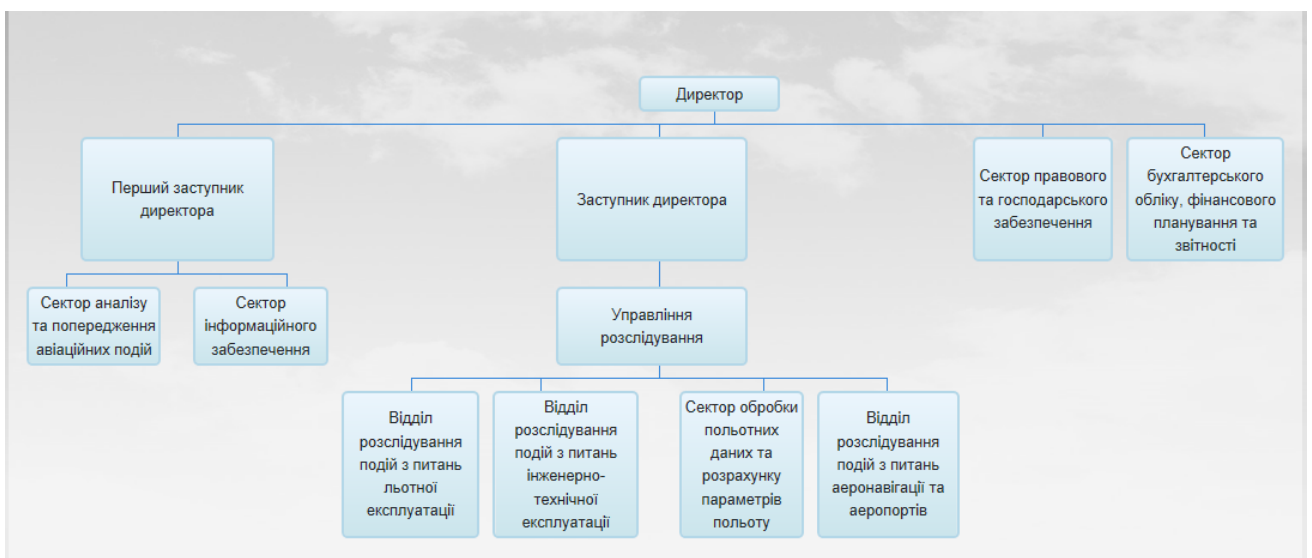 Директор
Перший заступник
директора
Заступник директора
Сектор правового
та господарського
забезпечення
Сектор
бухгалтерського
обліку, фінансового
планування та
звітності
Сектор аналізу
та попередження
авіаційних подій
Сектор
інформаційного
забезпечення
Управління
розслідування
Відділ
розслідування
подій з питань
льотної
експлуатації
Відділ
розслідування
подій з питань
інженерно-
технічної
експлуатації
Сектор обробки
польотних
даних та
розрахунку
параметрів
польоту
Відділ
розслідування
подій з питань
аеронавігації та
аеропортів